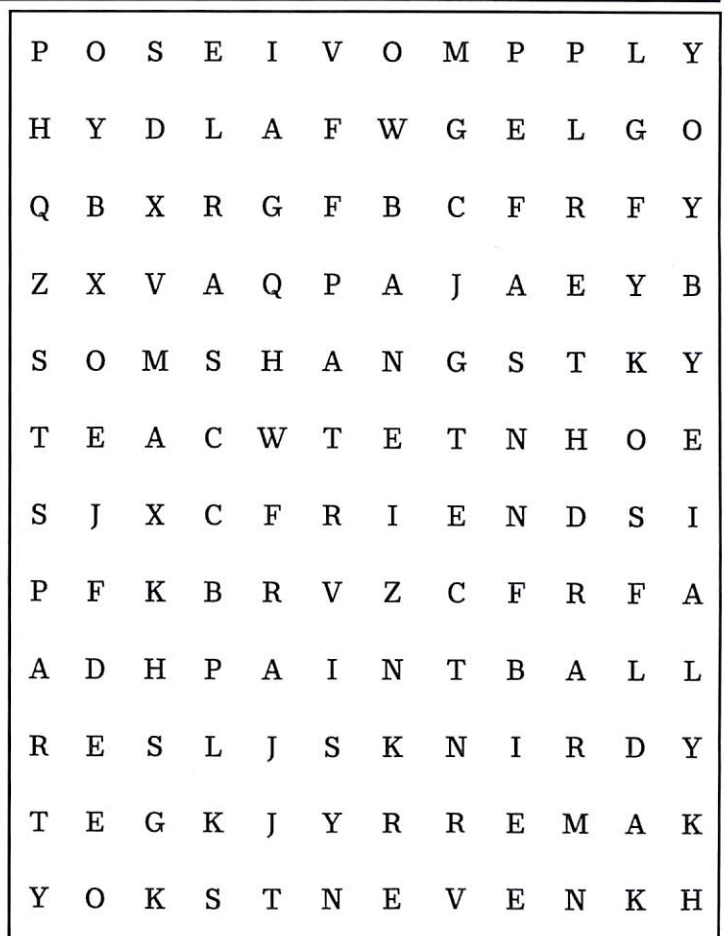 P O S E I V O M P P L Y
H Y D L A F W G E L G O
Q B X R G F B C F R F Y
Z X V A Q P A J A E Y B
S O M S H A N G S T K Y
T E A C W T E T N H O E
S J X C F R I E N D S I
P F K B R V Z C F R F A
A D H P A I N T B A L L
R E S L J S K N I R D Y
T E G K J Y R R E M A K
Y O K S T N E V E N K H